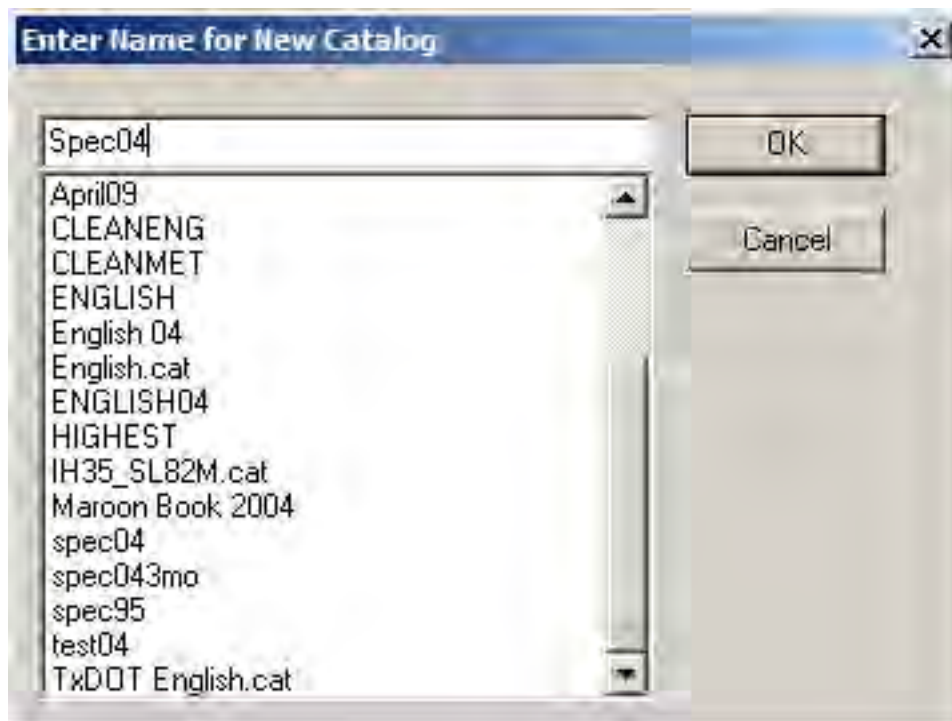 Enter Name for New Catalog
Spec04
OK
Cancel
April09
CLEANENG
CLEANMET
ENGLISH
English 04
English.cat
ENGLISH04
HIGHEST
IH35_SL82M.cat
Maroon Book 2004
spec04
spec043mo
spec95
test04
TxDOT English.cat